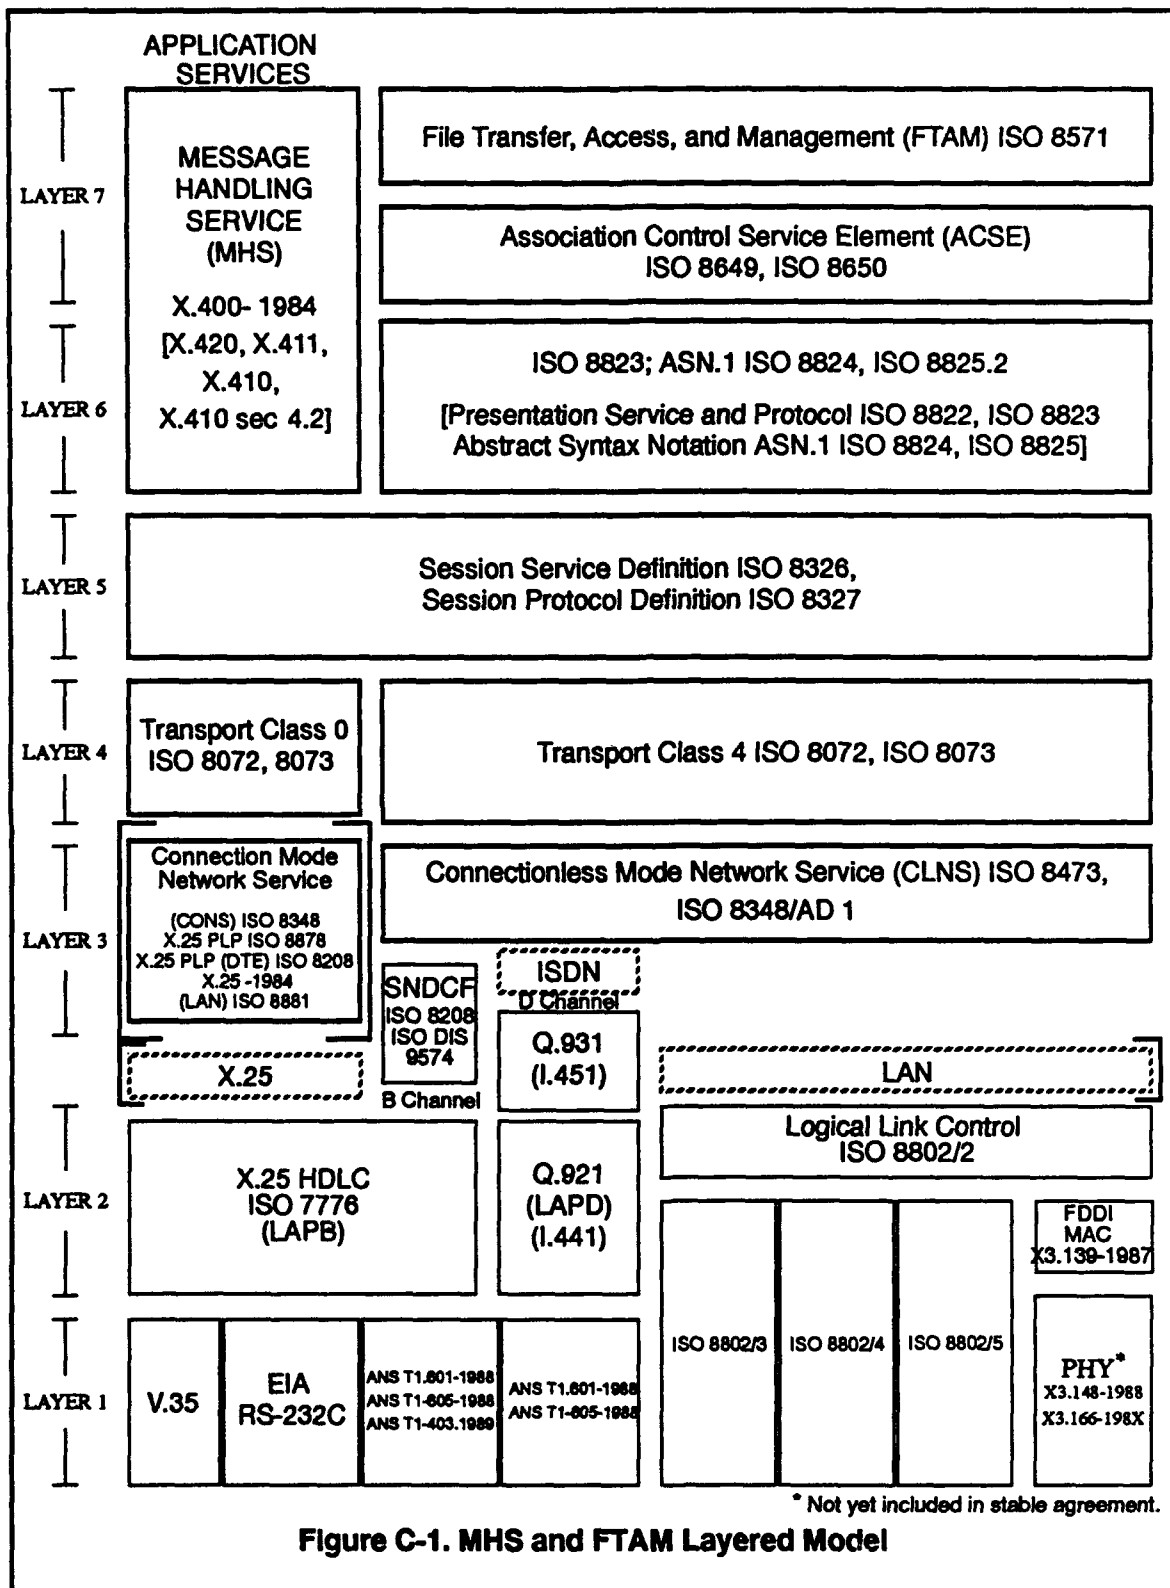 APPLICATION
SERVICES
LAYER 7
MESSAGE
HANDLING
SERVICE
(MHS)
X.400- 1984
[X.420, X.411,
X.410,
X.410 sec 4.2]
File Transfer, Access, and Management (FTAM) ISO 8571
Association Control Service Element (ACSE)
ISO 8649, ISO 8650
LAYER 6
ISO 8823; ASN.1 ISO 8824, ISO 8825.2
[Presentation Service and Protocol ISO 8822, ISO 8823
Abstract Syntax Notation ASN.1 ISO 8824, ISO 8825]
LAYER 5
Session Service Definition ISO 8326,
Session Protocol Definition ISO 8327
LAYER 4
Transport Class 0
ISO 8072, 8073
Transport Class 4 ISO 8072, ISO 8073
LAYER 3
Connection Mode
Network Service
(CONS) ISO 8348
X.25 PLP ISO 8878
X.25 PLP (DTE) ISO 8208
X.25 -1984
(LAN) ISO 8881
Connectionless Mode Network Service (CLNS) ISO 8473,
ISO 8348/AD 1
SNDCF
ISO 8208
ISO DIS
9574
B Channel
ISDN
D Channel
Q.931
(I.451)
X.25
LAN
LAYER 2
X.25 HDLC
ISO 7776
(LAPB)
Q.921
(LAPD)
(I.441)
Logical Link Control
ISO 8802/2
FDDI
MAC
X3.139-1987
LAYER 1
V.35
EIA
RS-232C
ANS T1.601-1988
ANS T1-605-1988
ANS T1-403.1989
ANS T1.601-1988
ANS T1-605-1988
ISO 8802/3
ISO 8802/4
ISO 8802/5
PHY*
X3.148-1988
X3.166-198X
* Not yet included in stable agreement.
Figure C-1. MHS and FTAM Layered Model